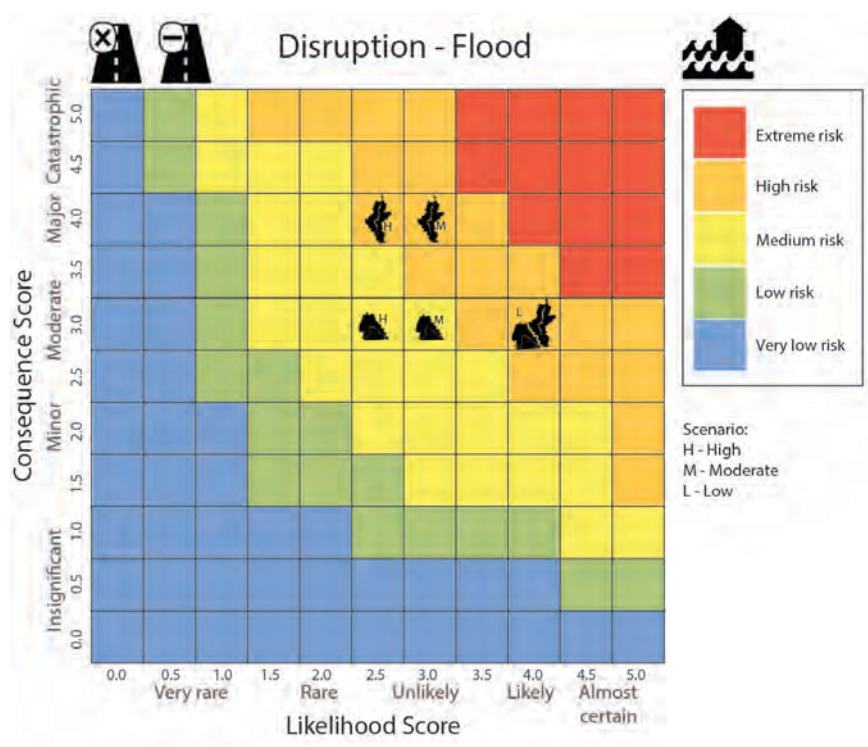 Disruption - Flood
Extreme risk
High risk
Medium risk
Low risk
Very low risk
Scenario:
H - High
M - Moderate
L - Low
Consequence Score
Catastrophic
Major
Moderate
Minor
Insignificant
5.0
4.5
4.0
3.5
3.0
2.5
2.0
1.5
1.0
0.5
0.0
H
M
H
M
L
0.0 0.5 1.0 1.5 2.0 2.5 3.0 3.5 4.0 4.5 5.0
Very rare Rare Unlikely Likely Almost
certain
Likelihood Score